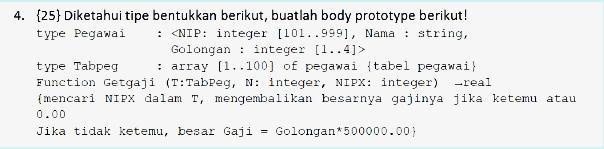 4. {25} Diketahui tipe bentukkan berikut, buatlah body prototype berikut!
type Pegawai : <NIP: integer [101..999], Nama : string,
Golongan : integer [1..4]>
type Tabpeg : array [1..100] of pegawai {tabel pegawai}
Function Getgaji (T:TabPeg, N: integer, NIPX: integer) →real
{mencari NIPX dalam T, mengembalikan besarnya gajinya jika ketemu atau
0.00
Jika tidak ketemu, besar Gaji = Golongan*500000.00}